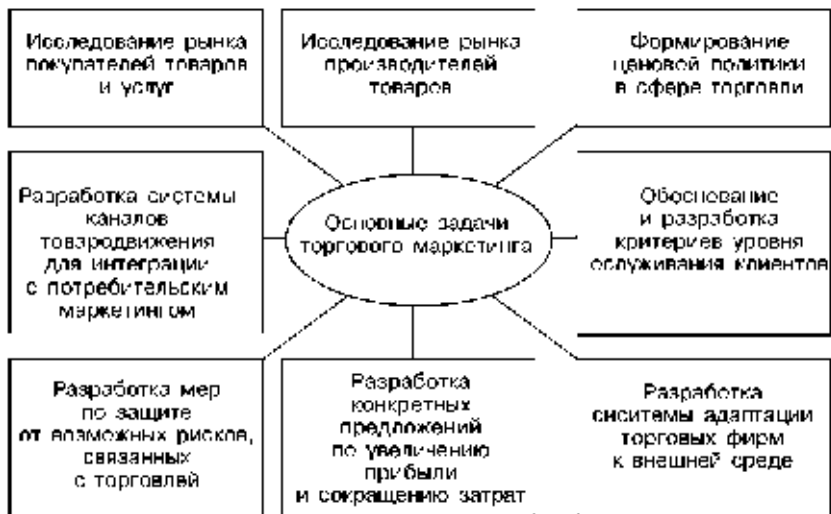 Исследование рынка
покупателей товаров
и услуг
Исследование рынка
производителей
товаров
Формирование
ценовой политики
в сфере торговли
Разработка системы
каналов
товародвижения
для интеграции
с потребительским
маркетингом
Основные задачи
торгового маркетинга
Обоснование
и разработка
критериев уровня
ослуживания клиентов
Разработка мер
по защите
от возможных рисков,
связанных
с торговлей
Разработка
конкретных
предложений
по увеличению
прибыли
и сокращению затрат
Разработка
сиситемы адаптации
торговых фирм
к внешней среде